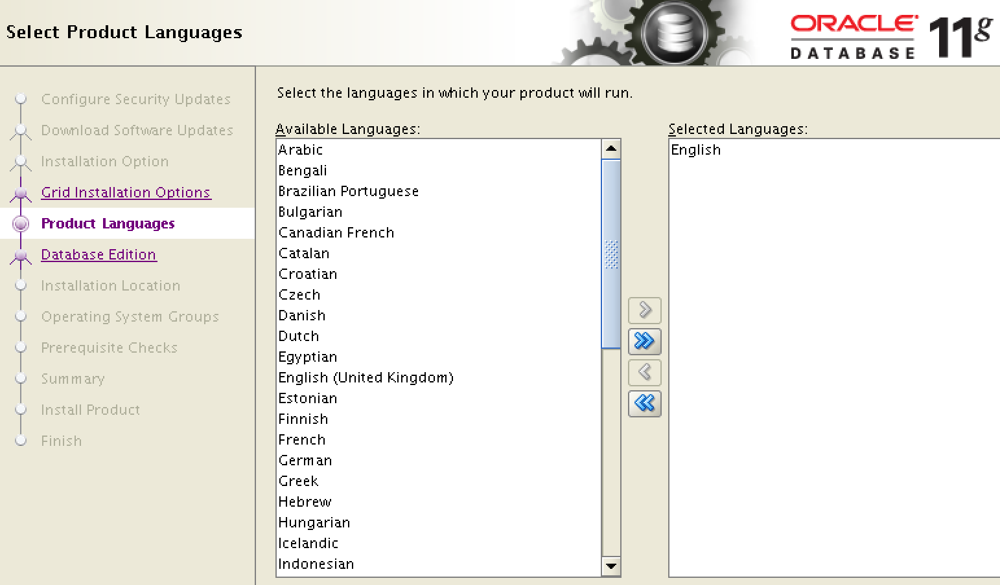 Select Product Languages
ORACLE
DATABASE
11g
Configure Security Updates
Download Software Updates
Installation Option
Grid Installation Options
Product Languages
Database Edition
Installation Location
Operating System Groups
Prerequisite Checks
Summary
Install Product
Finish
Select the languages in which your product will run.
Available Languages:
Arabic
Bengali
Brazilian Portuguese
Bulgarian
Canadian French
Catalan
Croatian
Czech
Danish
Dutch
Egyptian
English (United Kingdom)
Estonian
Finnish
French
German
Greek
Hebrew
Hungarian
Icelandic
Indonesian
Selected Languages:
English